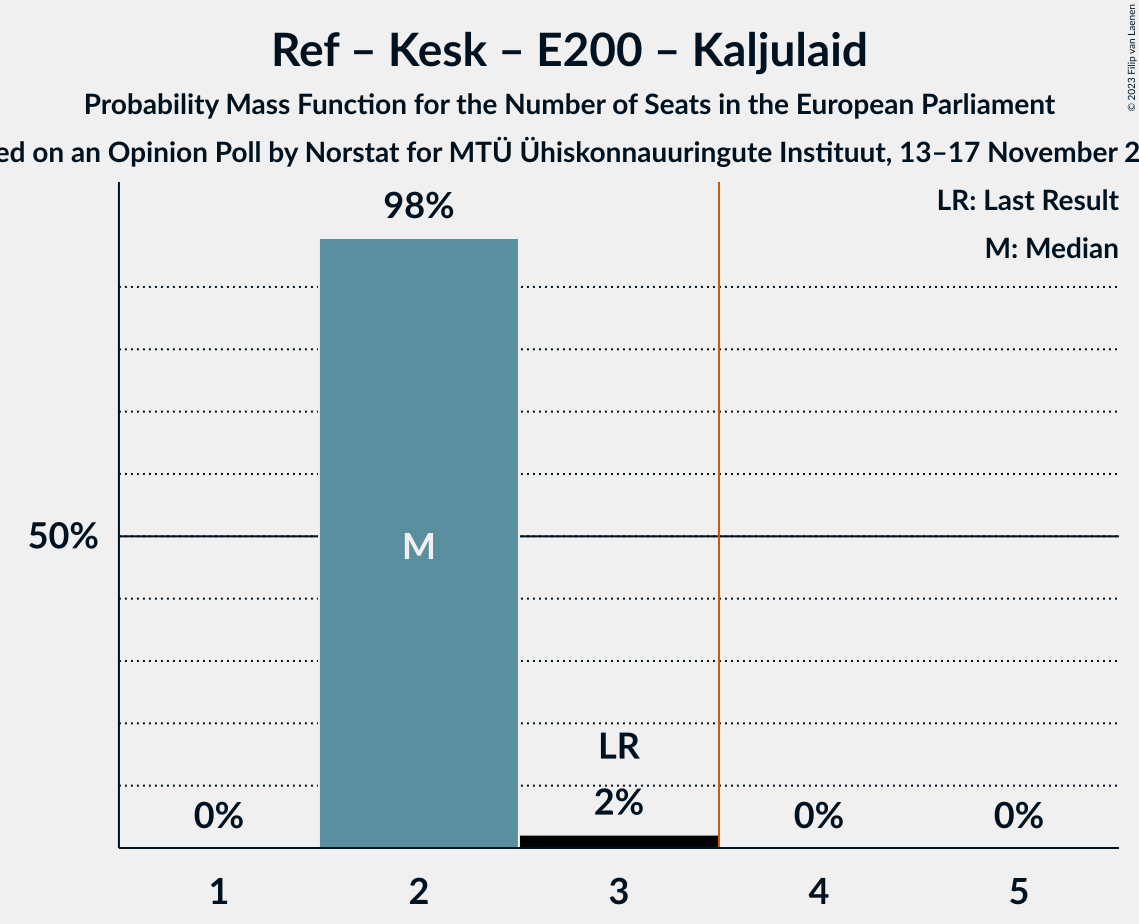 Ref – Kesk – E200 – Kaljulaid
Probability Mass Function for the Number of Seats in the European Parliament
on an Opinion Poll by Norstat for MTÜ Ühiskonnauuringute Instituut, 13–17 November
© 2023 Filip van Laenen
LR: Last Result
M: Median
98%
50%
M
LR
2%
0%
0%
0%
1 2 3 4 5